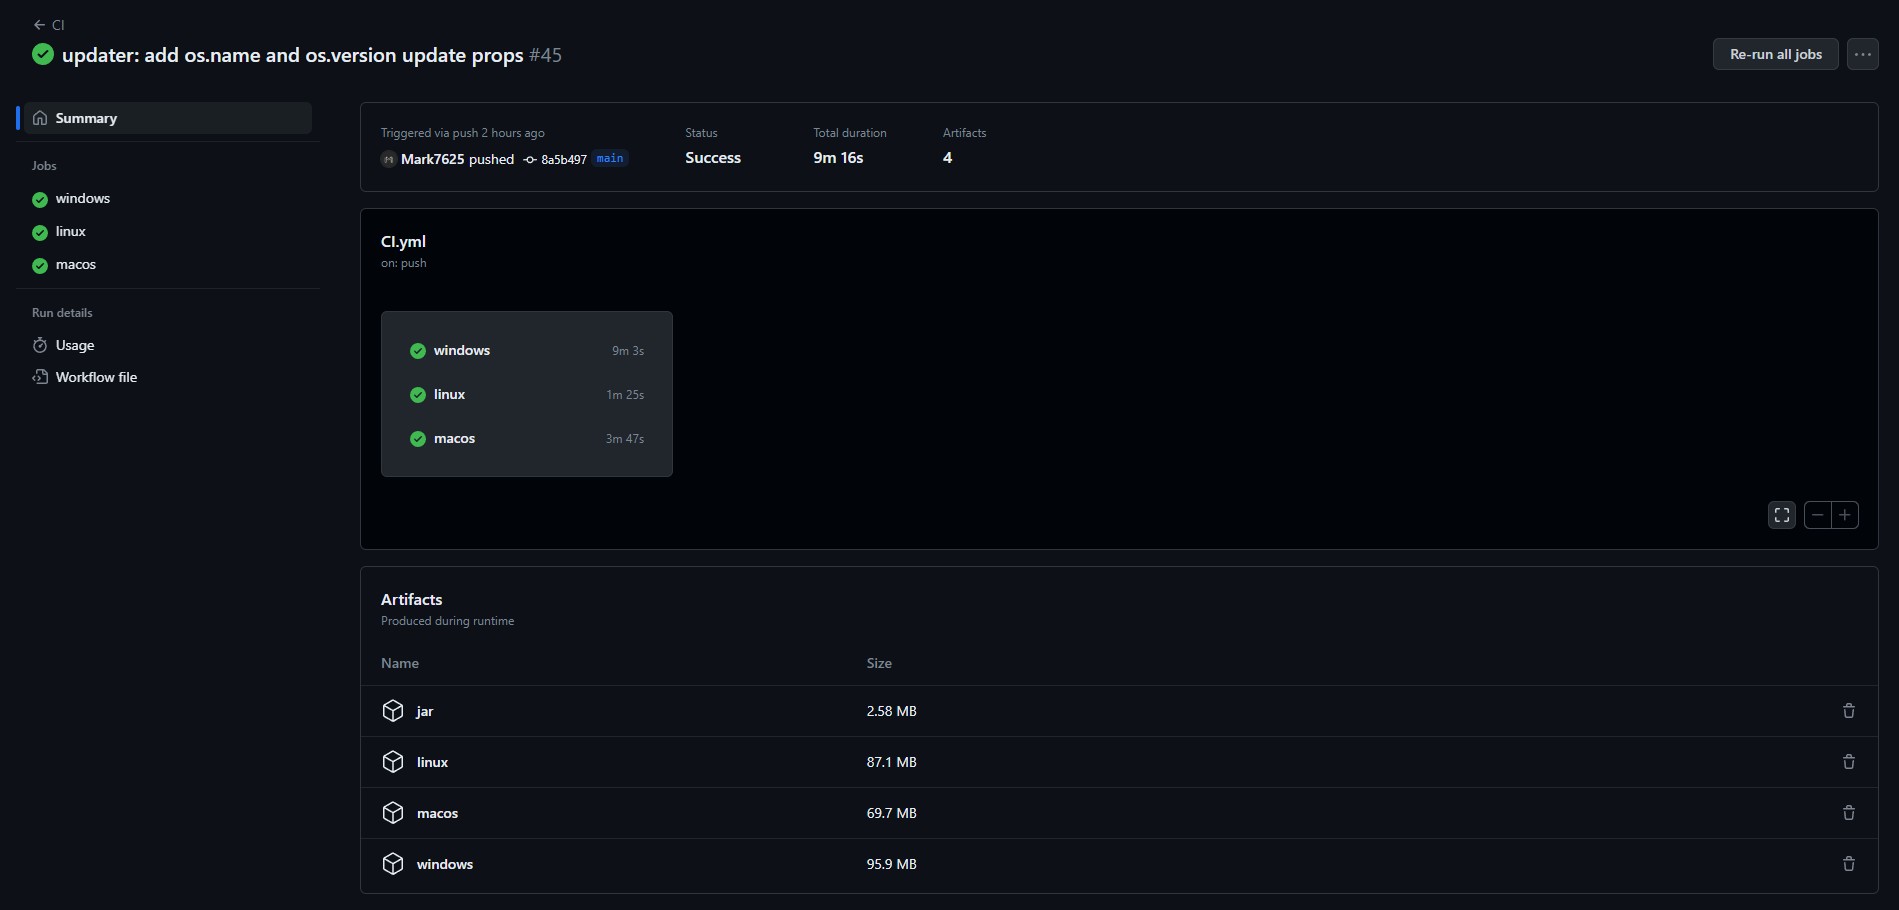 CI
updater: add os.name and os.version update props #45
Re-run all jobs
Summary
Jobs
windows
linux
macos
Run details
Usage
Workflow file
Triggered via push 2 hours ago
Mark7625 pushed 8a5b497 main
Status
Success
Total duration
9m 16s
Artifacts
4
CI.yml
on: push
windows 9m 3s
linux 1m 25s
macos 3m 47s
Artifacts
Produced during runtime
Name Size
jar 2.58 MB
linux 87.1 MB
macos 69.7 MB
windows 95.9 MB